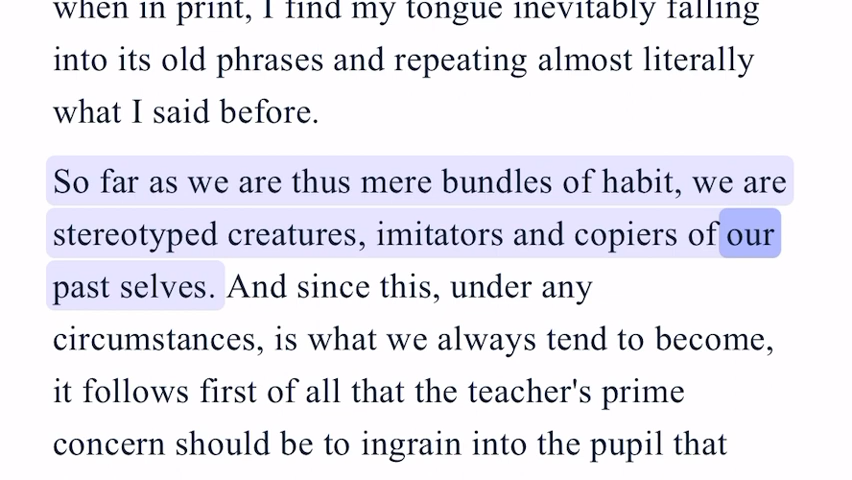 when in print, I find my tongue inevitably falling
into its old phrases and repeating almost literally
what I said before.
So far as we are thus mere bundles of habit, we are
stereotyped creatures, imitators and copiers of our
past selves. And since this, under any
circumstances, is what we always tend to become,
it follows first of all that the teacher's prime
concern should be to ingrain into the pupil that